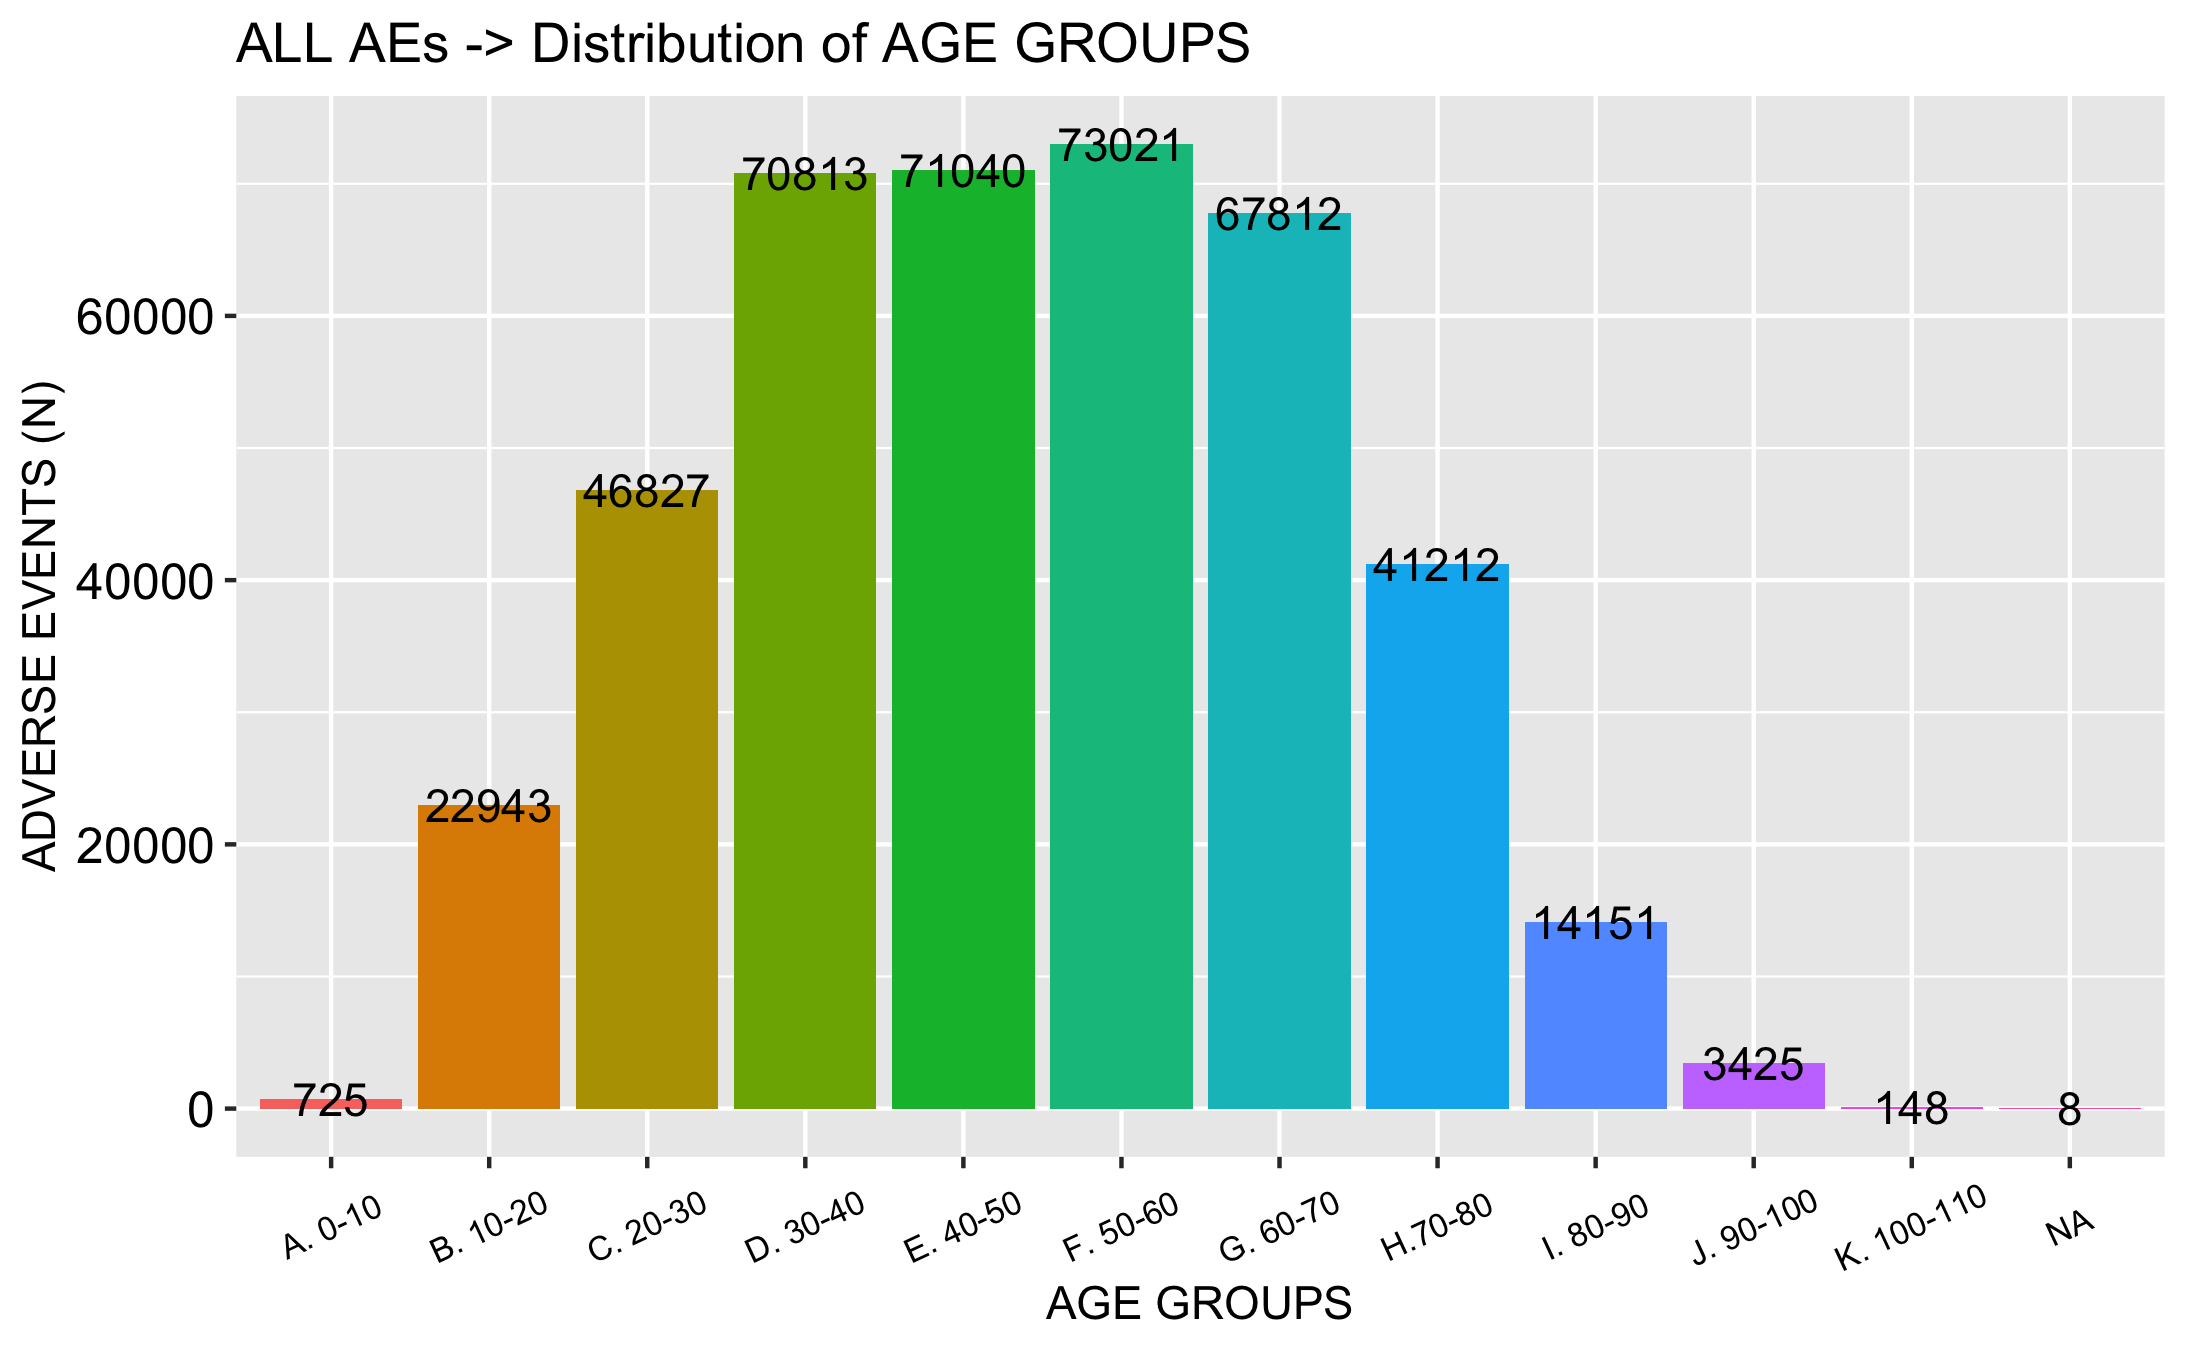 ALL AEs -> Distribution of AGE GROUPS
ADVERSE EVENTS (N)
60000
40000
20000
0
725
22943
46827
70813
71040
73021
67812
41212
14151
3425
148
8
A. 0-10
B. 10-20
C. 20-30
D. 30-40
E. 40-50
F. 50-60
G. 60-70
H.70-80
I. 80-90
J. 90-100
K. 100-110
NA
AGE GROUPS